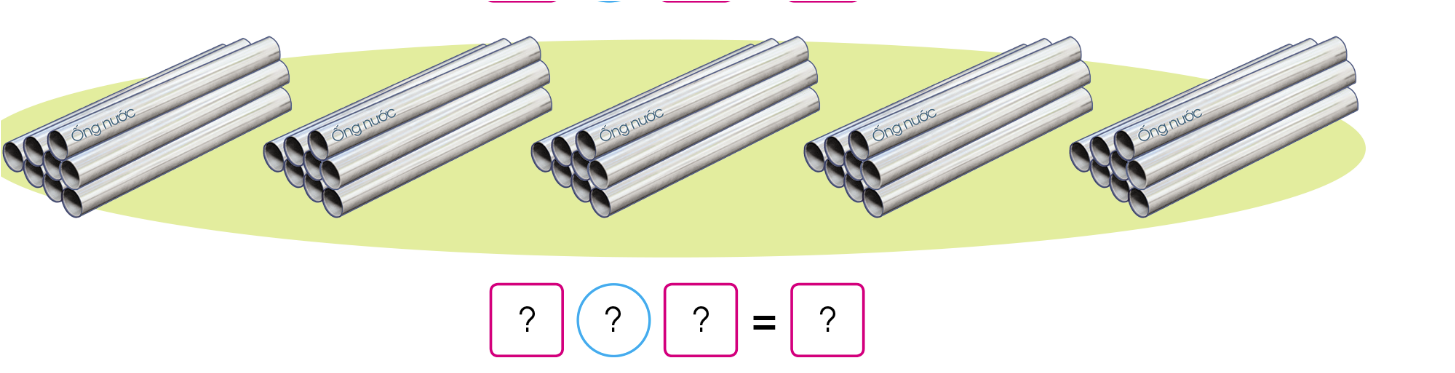 Ống nước Ống nước Ống nước Ống nước Ống nước
? ? ? = ?